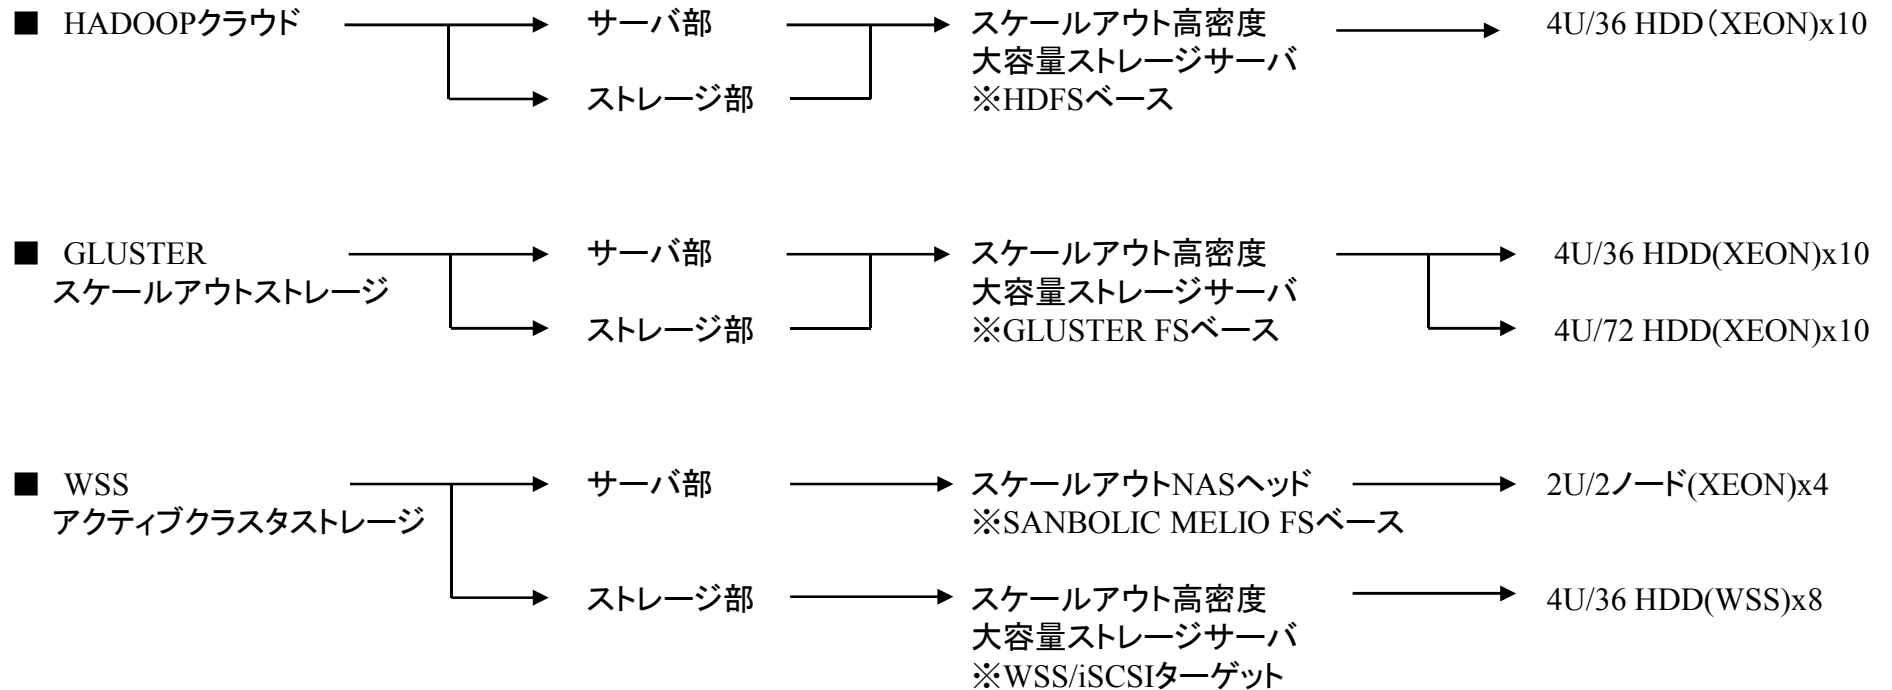 ■ HADOOPクラウド
サーバ部
ストレージ部
スケールアウト高密度
大容量ストレージサーバ
※HDFSベース
4U/36 HDD（XEON)x10
■ GLUSTER
スケールアウトストレージ
サーバ部
ストレージ部
スケールアウト高密度
大容量ストレージサーバ
※GLUSTER FSベース
4U/36 HDD(XEON)x10
4U/72 HDD(XEON)x10
■ WSS
アクティブクラスタストレージ
サーバ部
スケールアウトNASヘッド
※SANBOLIC MELIO FSベース
2U/2ノード(XEON)x4
ストレージ部
スケールアウト高密度
大容量ストレージサーバ
※WSS/iSCSIターゲット
4U/36 HDD(WSS)x8